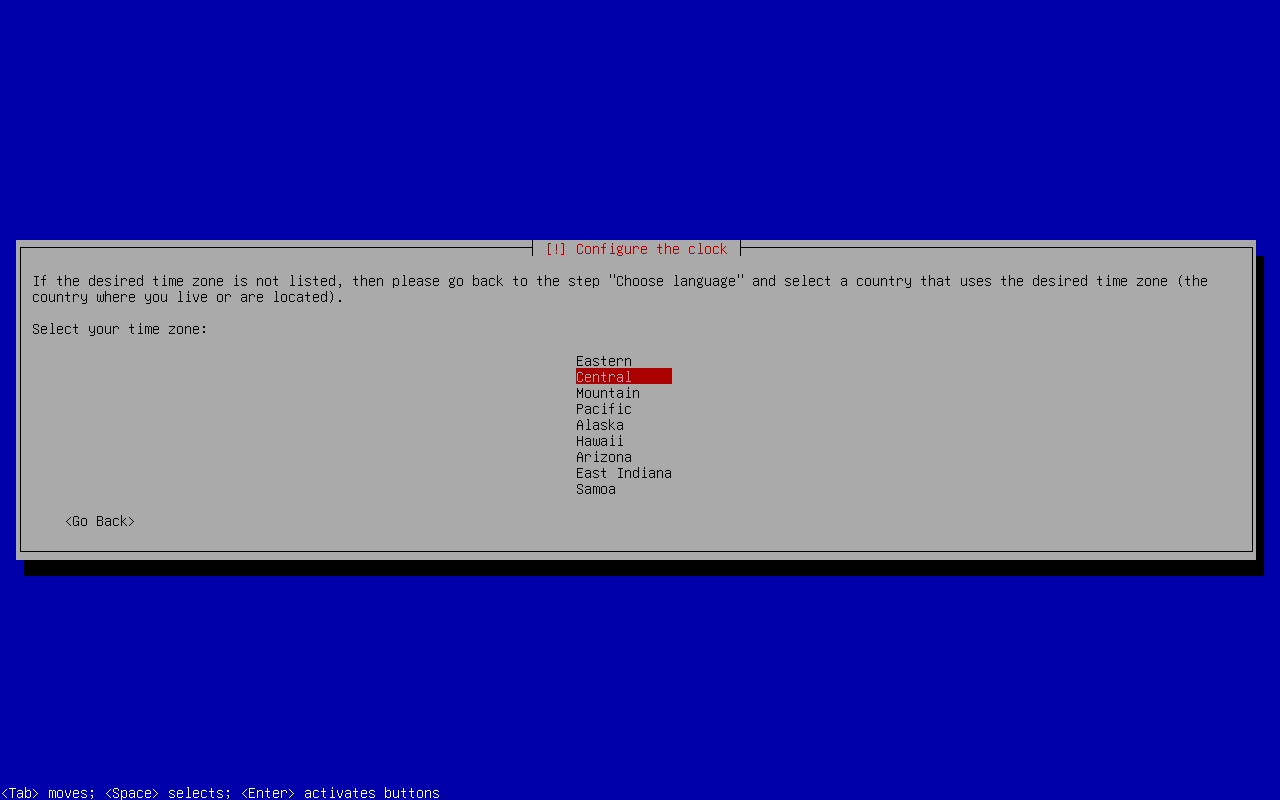 [!] Configure the clock
If the desired time zone is not listed, then please go back to the step "Choose language" and select a country that uses the desired time zone (the
country where you live or are located).
Select your time zone:
Eastern
Central
Mountain
Pacific
Alaska
Hawaii
Arizona
East Indiana
Samoa
<Go Back>
<Tab> moves; <Space> selects; <Enter> activates buttons